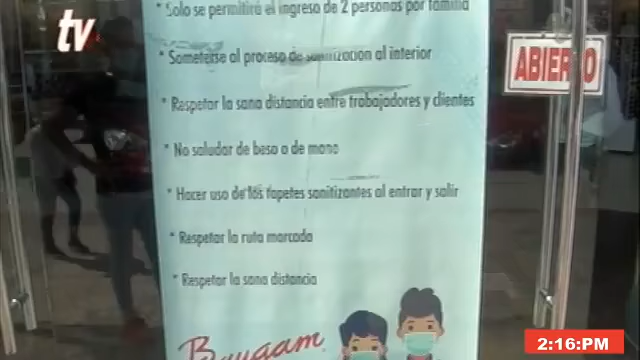 tv
* Solo se permitirá el ingreso de 2 personas por familia
ABIERTO
* Someterse al proceso de sanitización al interior
* Respetar la sana distancia entre trabajadores y clientes
* No saludar de beso o de mano
* Hacer uso de los tapetes sanitizantes al entrar y salir
* Respetar la ruta marcada
* Respetar la sana distancia
2:16:PM